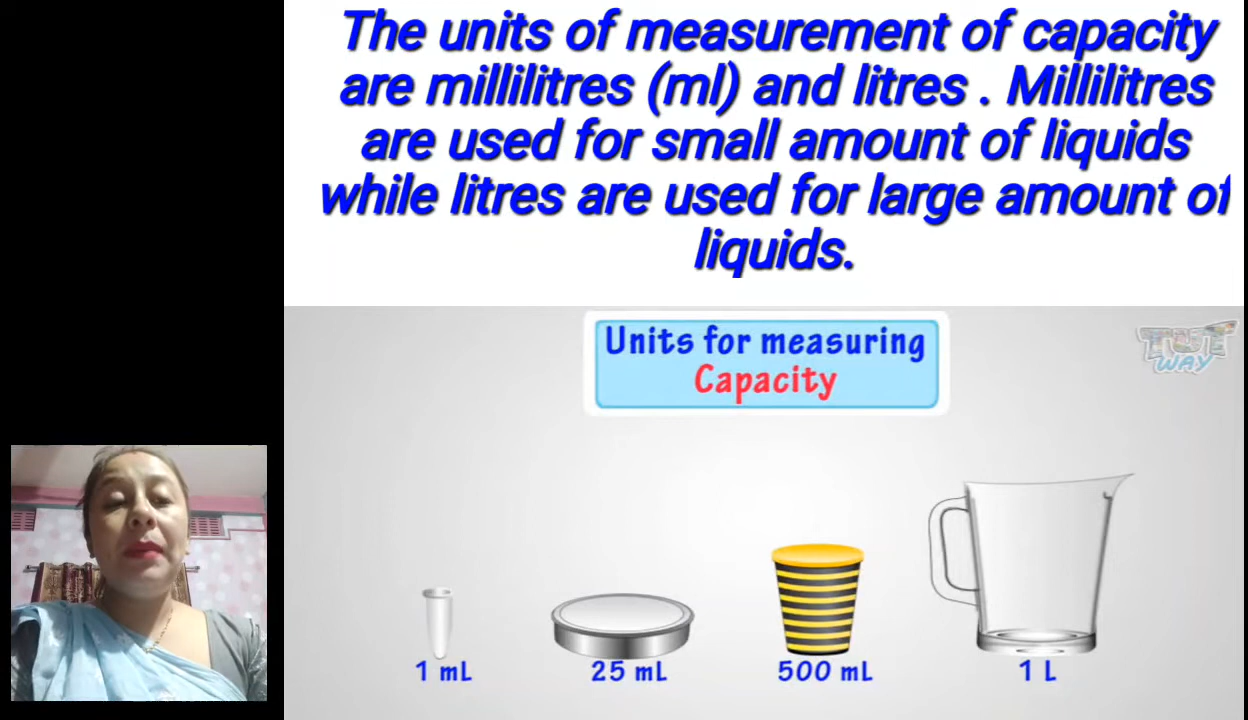 The units of measurement of capacity
are millilitres (ml) and litres . Millilitres
are used for small amount of liquids
while litres are used for large amount of
liquids.
Units for measuring
Capacity
TUT
WAY
1 mL
25 mL
500 mL
1 L